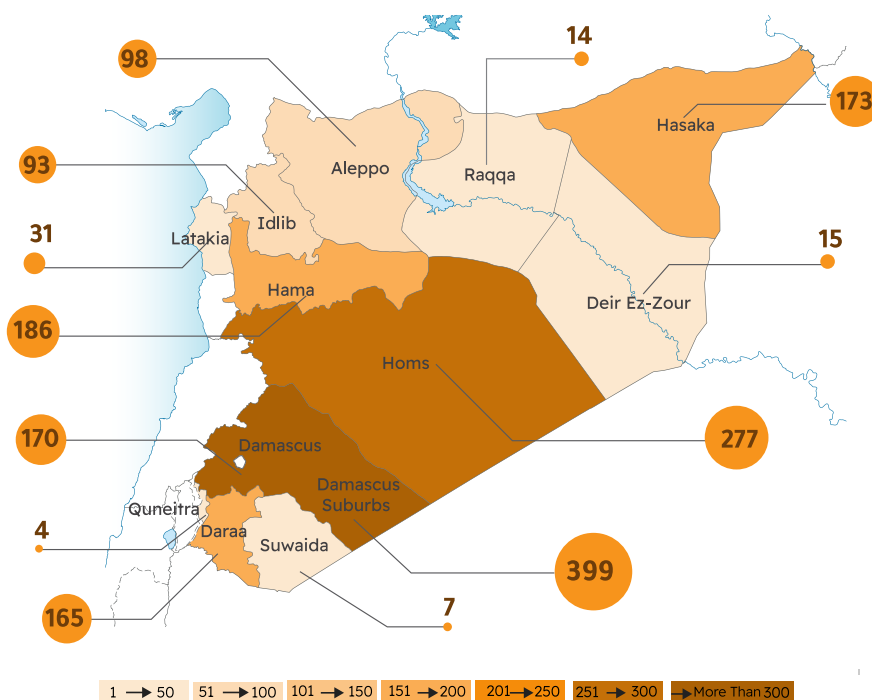 14
98
173
Hasaka
Aleppo
93
Raqqa
Idlib
31
Latakia
15
Hama
Deir Ez-Zour
186
Homs
170
Damascus
277
Damascus
Suburbs
Quneitra
4
Daraa
Suwaida
399
7
165
1 → 50
51 → 100
101 → 150
151 → 200
201 → 250
251 → 300
→ More Than 300